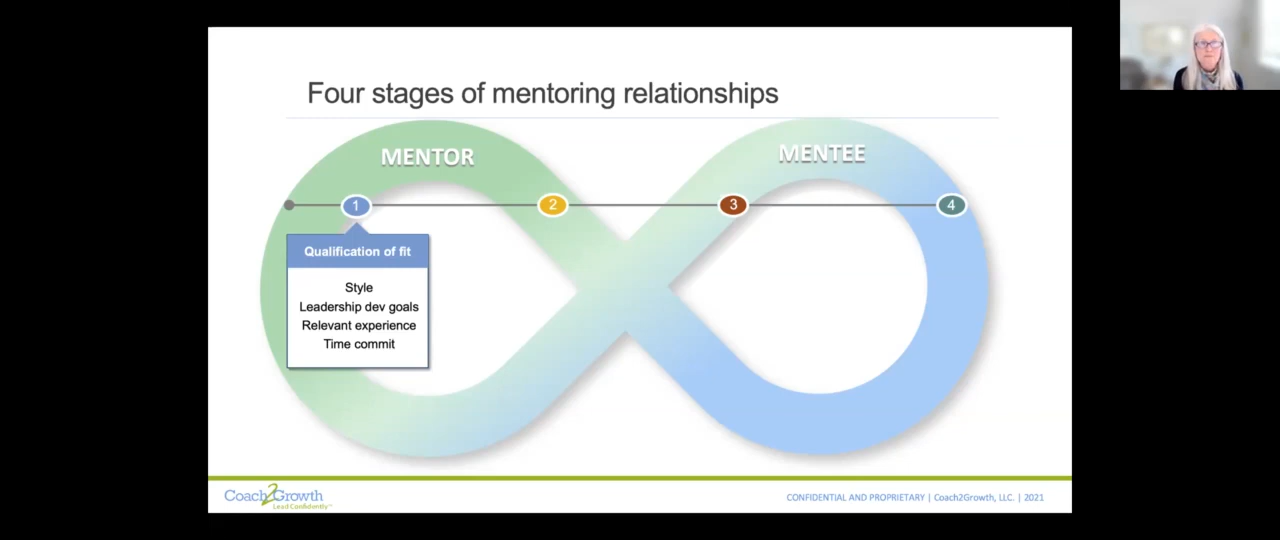 Four stages of mentoring relationships
MENTOR
MENTEE
1
2
3
4
Qualification of fit
Style
Leadership dev goals
Relevant experience
Time commit
Coach2Growth
Lead Confidently™
CONFIDENTIAL AND PROPRIETARY | Coach2Growth, LLC. | 2021